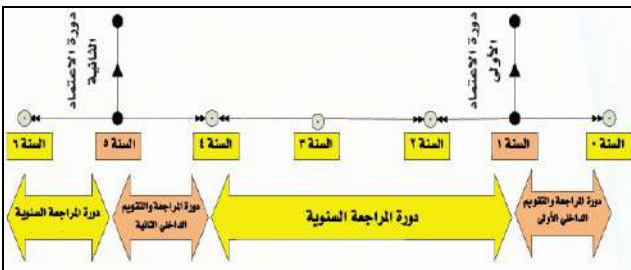 دورة الاعتماد
الأولى
دورة الاعتماد
الثانية
السنة ٠
السنة ١
السنة ٢
السنة ٣
السنة ٤
السنة ٥
السنة ٦
دورة المراجعة والتقويم
الداخلي الأولى
دورة المراجعة السنوية
دورة المراجعة والتقويم
الداخلي الثانية
دورة المراجعة السنوية